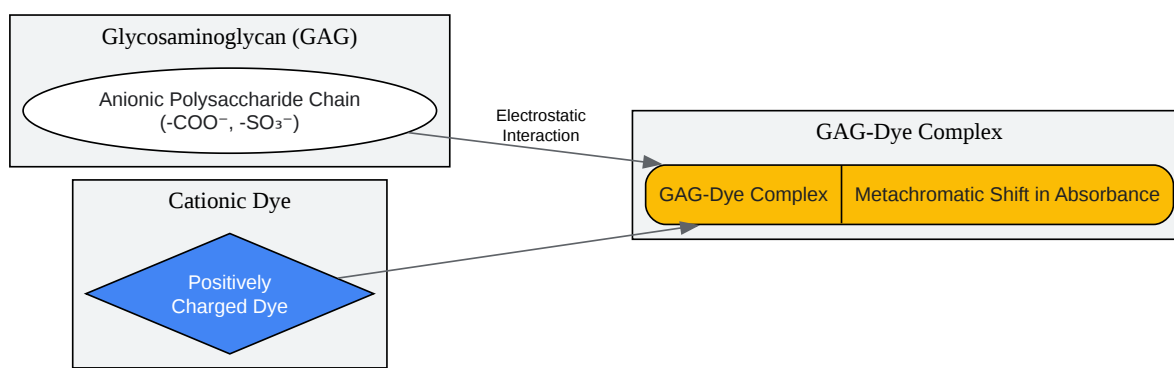 Glycosaminoglycan (GAG)
Anionic Polysaccharide Chain
(-COO⁻, -SO₃⁻)
Electrostatic
Interaction
GAG-Dye Complex
GAG-Dye Complex
Metachromatic Shift in Absorbance
Cationic Dye
Positively
Charged Dye